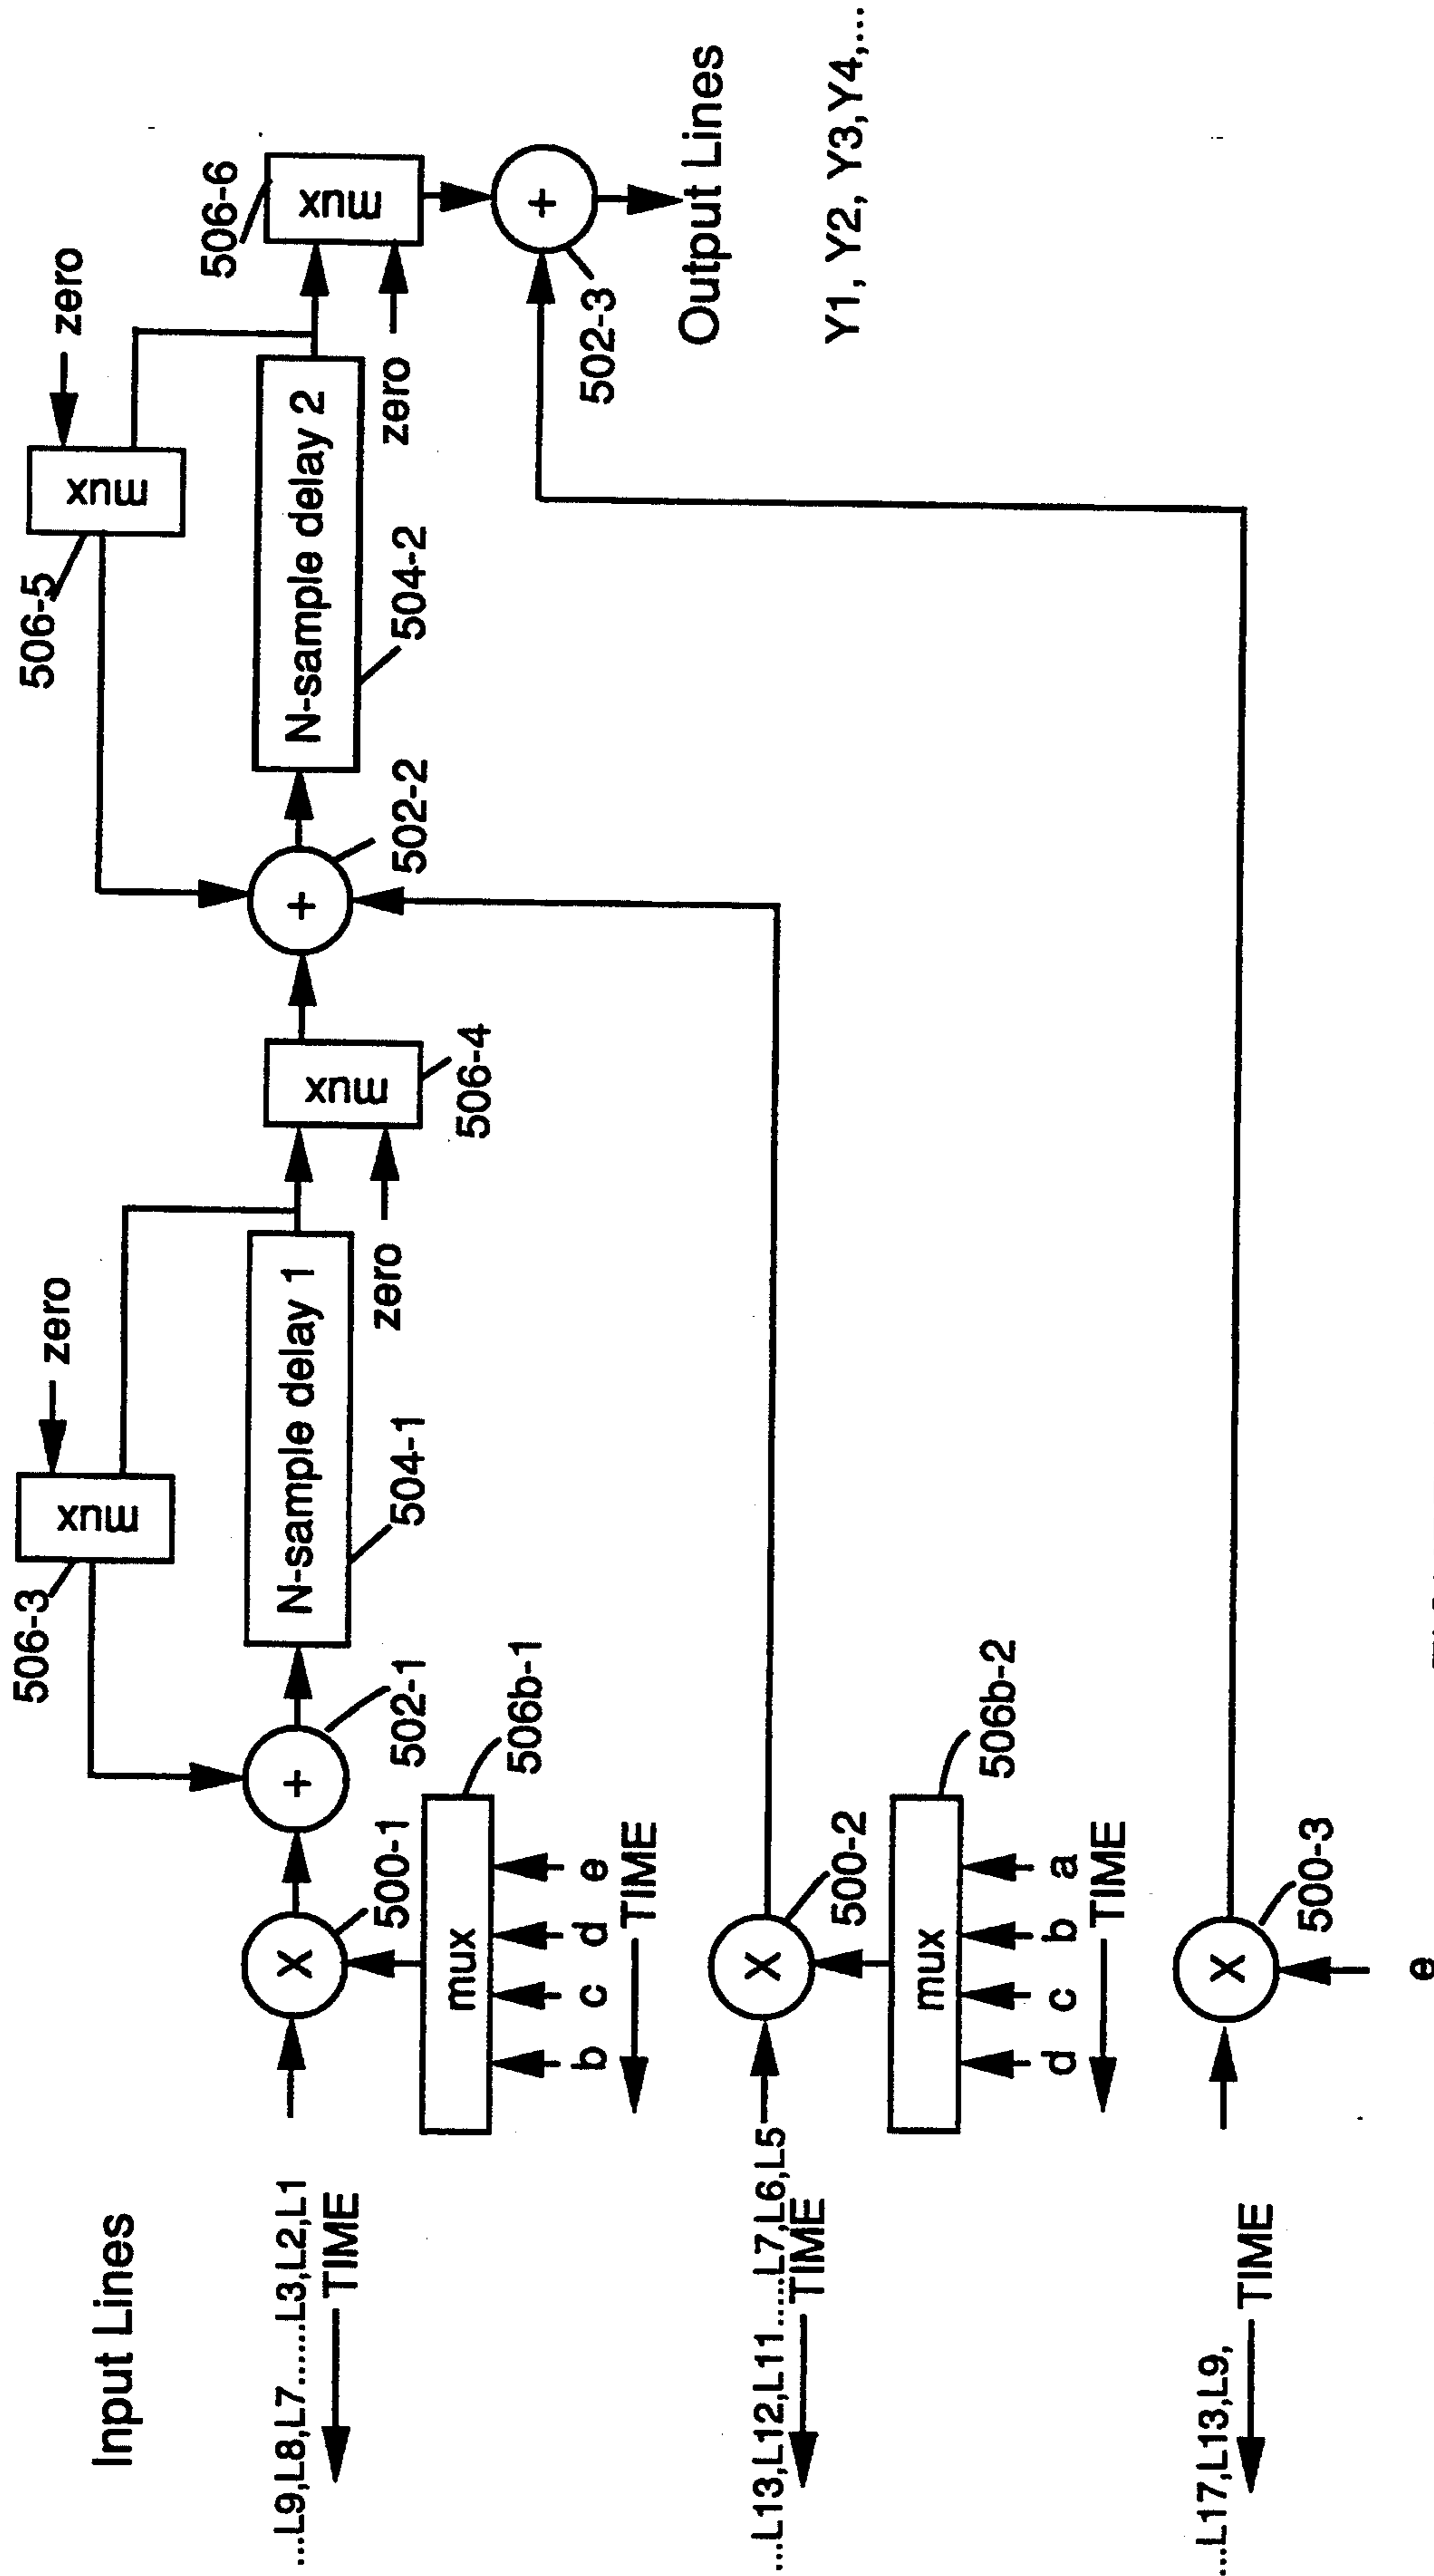 Input Lines
...L9,L8,L7......L3,L2,L1
TIME
500-1
X
mux
506b-1
b
c
d
e
TIME
502-1
+
506-3
mux
zero
N-sample delay 1
504-1
zero
mux
506-4
+
502-2
506-5
mux
zero
N-sample delay 2
504-2
zero
506-6
mux
+
502-3
Output Lines
Y1, Y2, Y3,Y4,...
...L13,L12,L11.....L7,L6,L5
TIME
X
500-2
mux
506b-2
d
c
b
a
TIME
...L17,L13,L9,
TIME
X
500-3
e